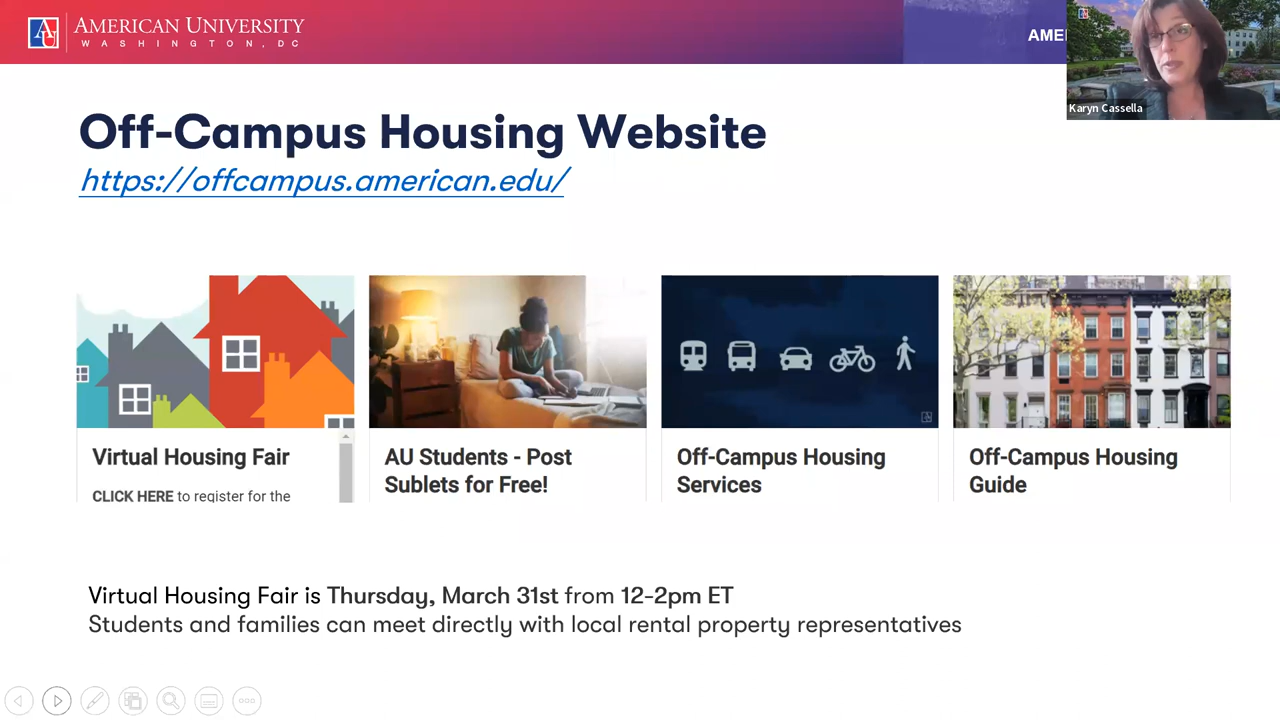 AMERICAN UNIVERSITY
WASHINGTON, DC
AME
Karyn Cassella
Off-Campus Housing Website
https://offcampus.american.edu/
Virtual Housing Fair
CLICK HERE to register for the
AU Students - Post
Sublets for Free!
Off-Campus Housing
Services
Off-Campus Housing
Guide
Virtual Housing Fair is Thursday, March 31st from 12-2pm ET
Students and families can meet directly with local rental property representatives